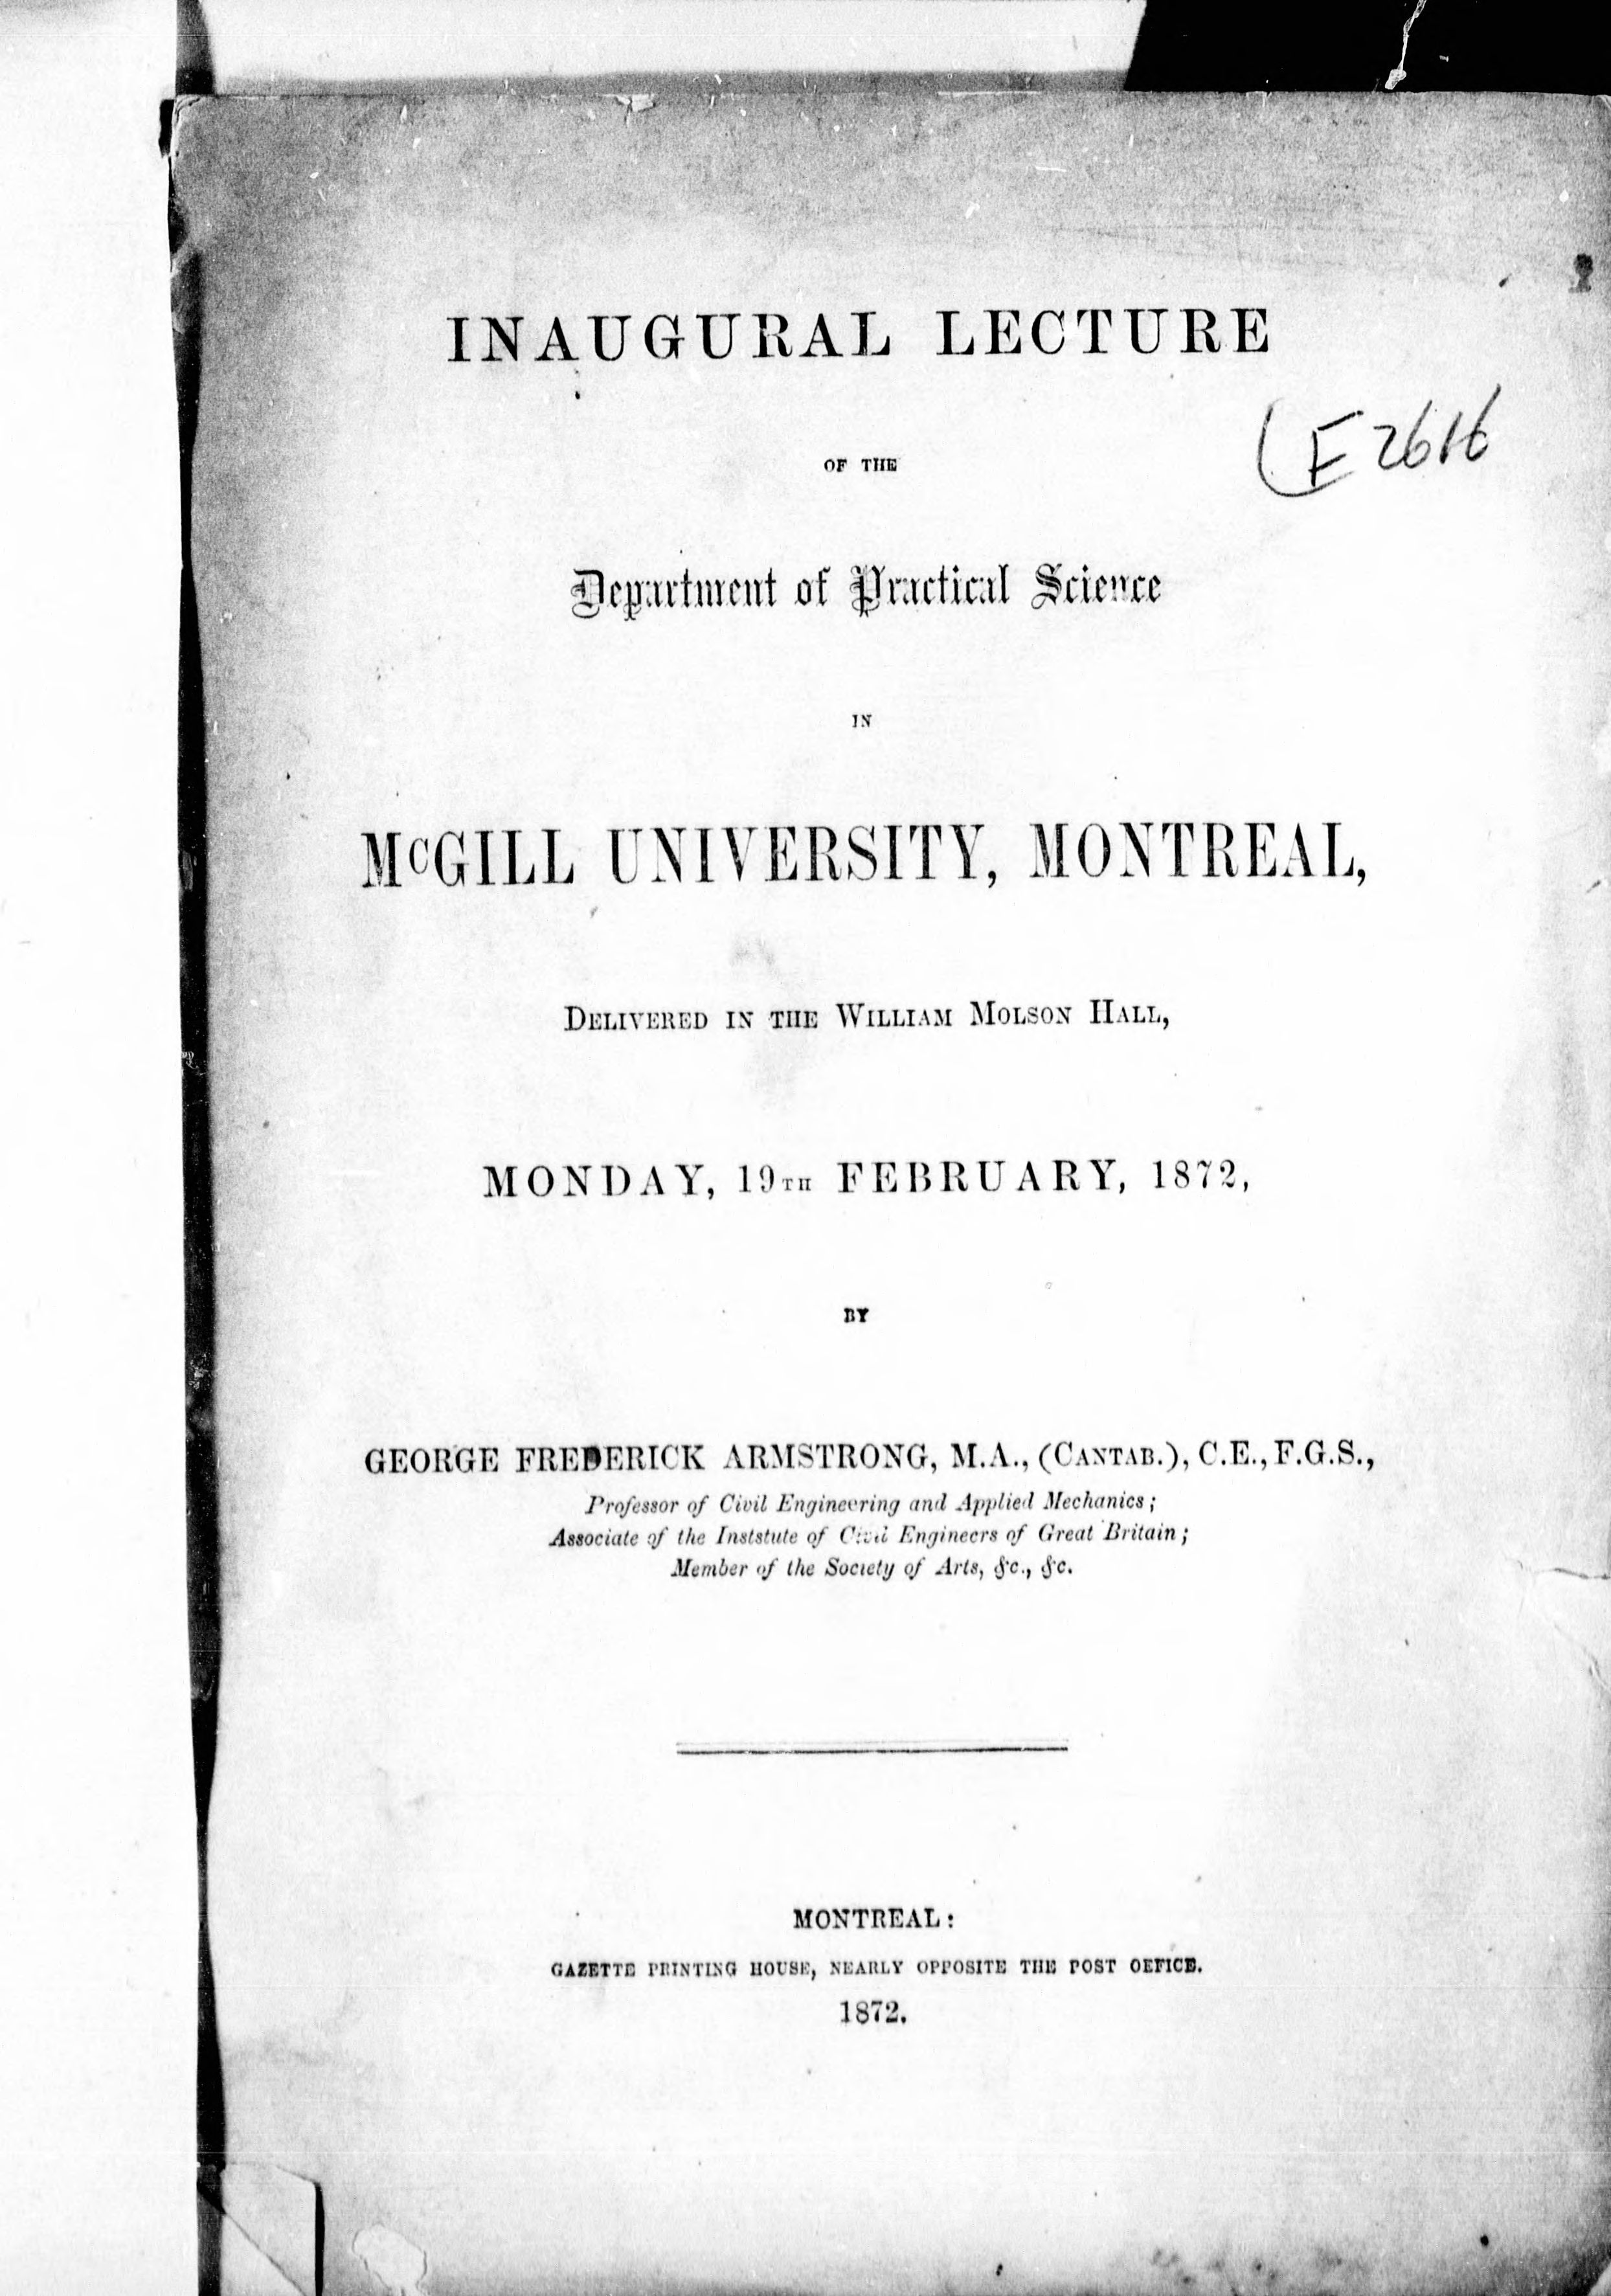 INAUGURAL LECTURE
OF THE
E 2616
Department of Practical Science
IN
McGILL UNIVERSITY, MONTREAL,
DELIVERED IN THE WILLIAM MOLSON HALL,
MONDAY, 19TH FEBRUARY, 1872,
BY
GEORGE FREDERICK ARMSTRONG, M.A., (CANTAB.), C.E., F.G.S.,
Professor of Civil Engineering and Applied Mechanics;
Associate of the Inststute of Civil Engineers of Great Britain;
Member of the Society of Arts, &c., &c.
MONTREAL:
GAZETTE PRINTING HOUSE, NEARLY OPPOSITE THE POST OEFICE.
1872.